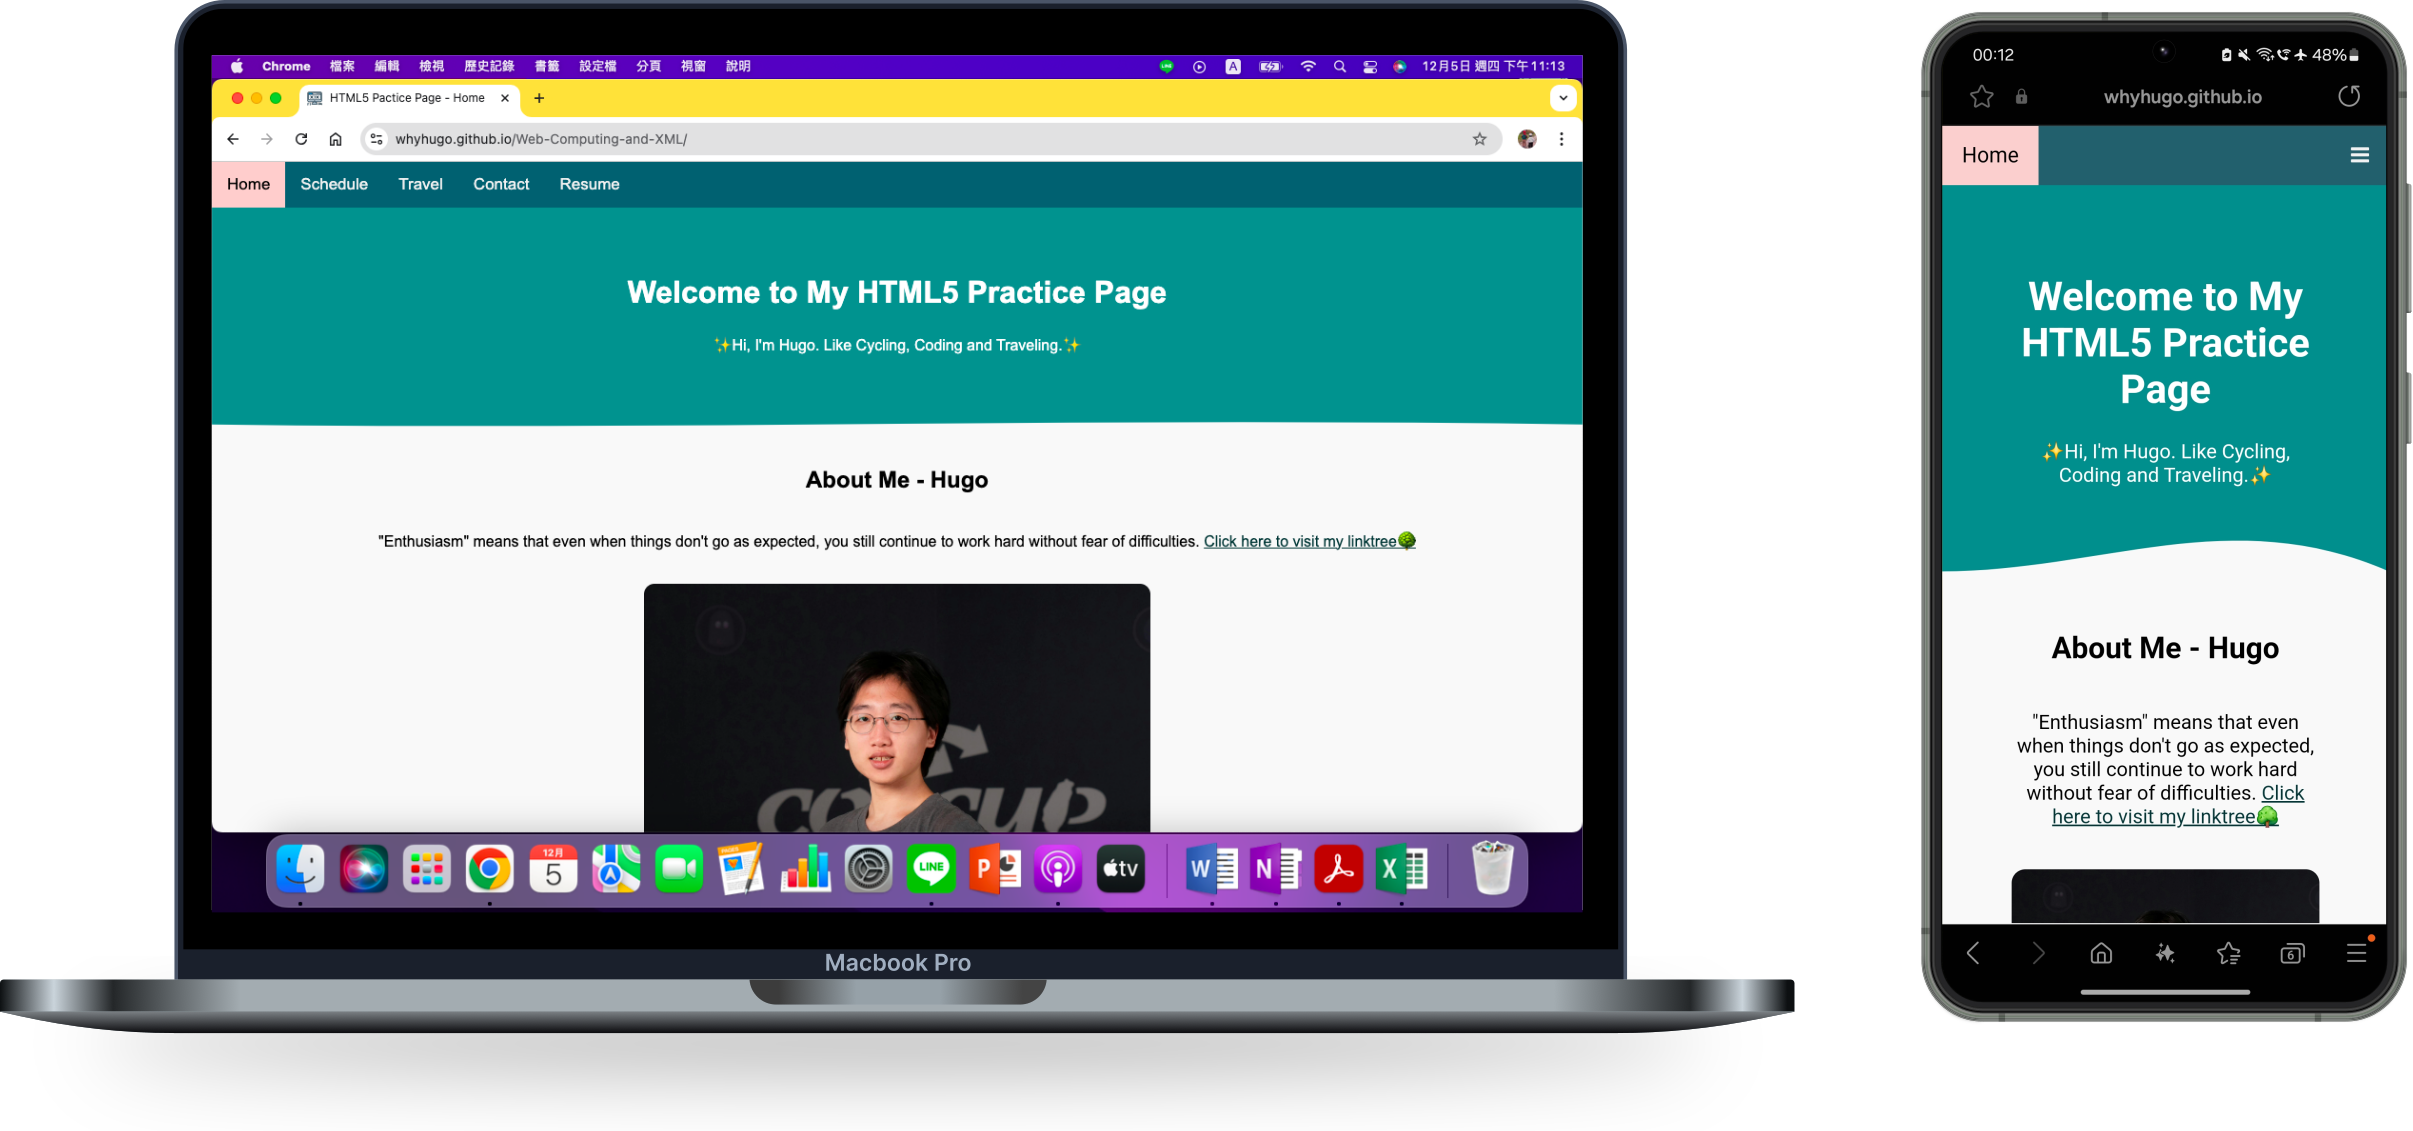 Chrome 檔案 編輯 檢視 歷史記錄 書籤 設定檔 分頁 視窗 說明 A 12月5日 週四 下午11:13
HTML5 Pactice Page - Home
whyhugo.github.io/Web-Computing-and-XML/
Home Schedule Travel Contact Resume
Welcome to My HTML5 Practice Page
✨Hi, I'm Hugo. Like Cycling, Coding and Traveling.✨
About Me - Hugo
"Enthusiasm" means that even when things don't go as expected, you still continue to work hard without fear of difficulties. Click here to visit my linktree🌳
12月
5
LINE
P
tv
W
N
X
Macbook Pro
00:12 48%
whyhugo.github.io
Home
Welcome to My
HTML5 Practice
Page
✨Hi, I'm Hugo. Like Cycling,
Coding and Traveling.✨
About Me - Hugo
"Enthusiasm" means that even
when things don't go as expected,
you still continue to work hard
without fear of difficulties. Click
here to visit my linktree🌳
6